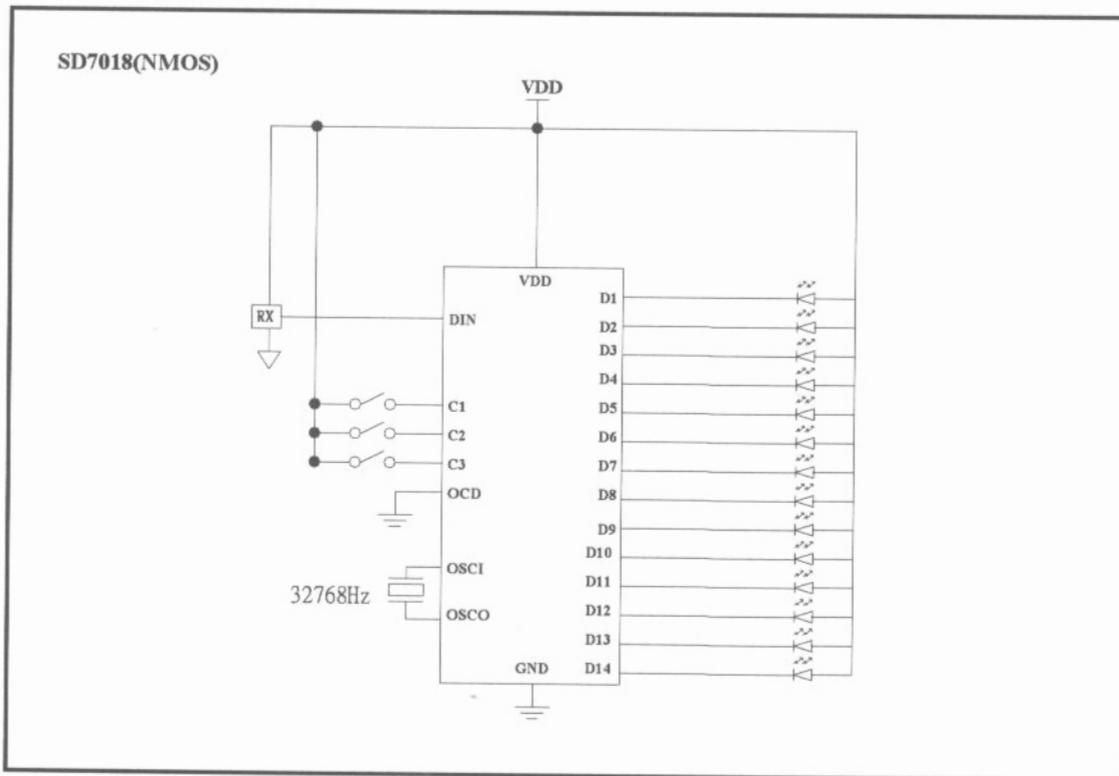 SD7018(NMOS)
VDD
VDD
RX
DIN
C1
C2
C3
OCD
OSCI
32768Hz
OSCO
GND
D1
D2
D3
D4
D5
D6
D7
D8
D9
D10
D11
D12
D13
D14